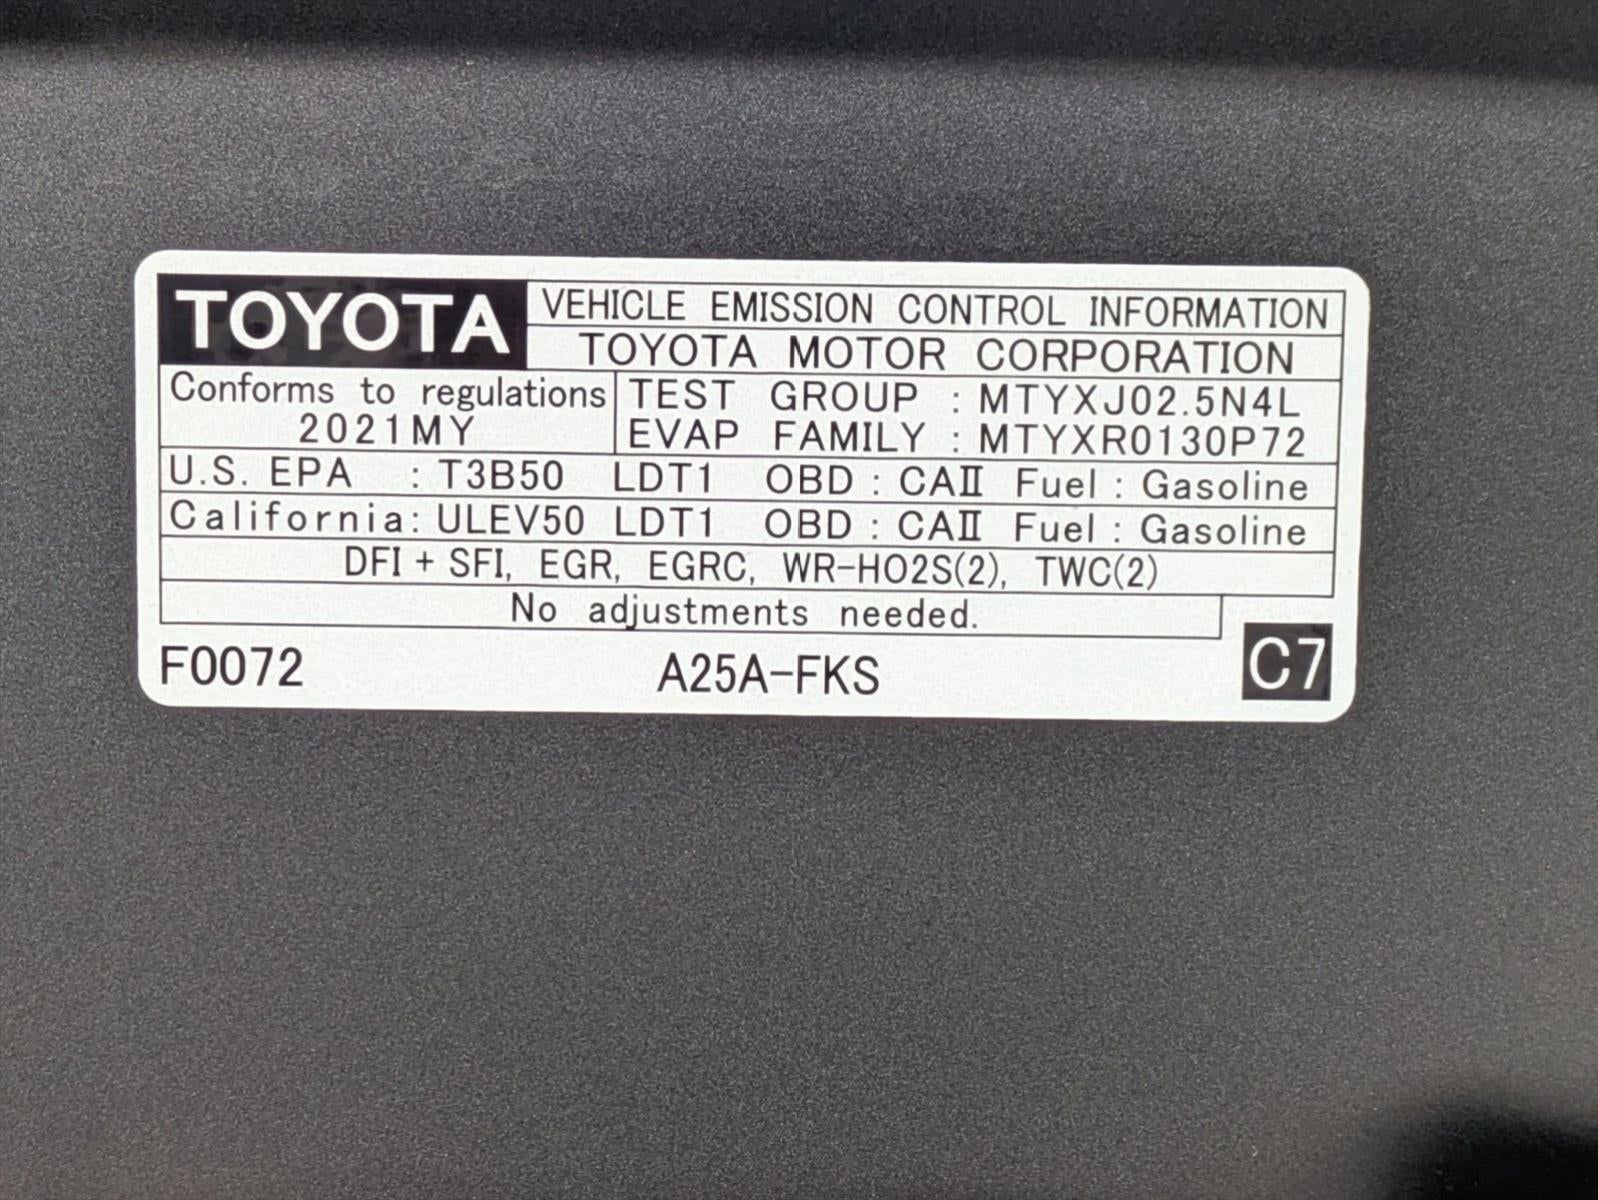 TOYOTA VEHICLE EMISSION CONTROL INFORMATION
TOYOTA MOTOR CORPORATION
Conforms to regulations TEST GROUP : MTYXJ02.5N4L
2021MY EVAP FAMILY : MTYXR0130P72
U.S. EPA : T3B50 LDT1 OBD : CAⅡ Fuel : Gasoline
California: ULEV50 LDT1 OBD : CAⅡ Fuel : Gasoline
DFI + SFI, EGR, EGRC, WR-HO2S(2), TWC(2)
No adjustments needed.
F0072 A25A-FKS C7